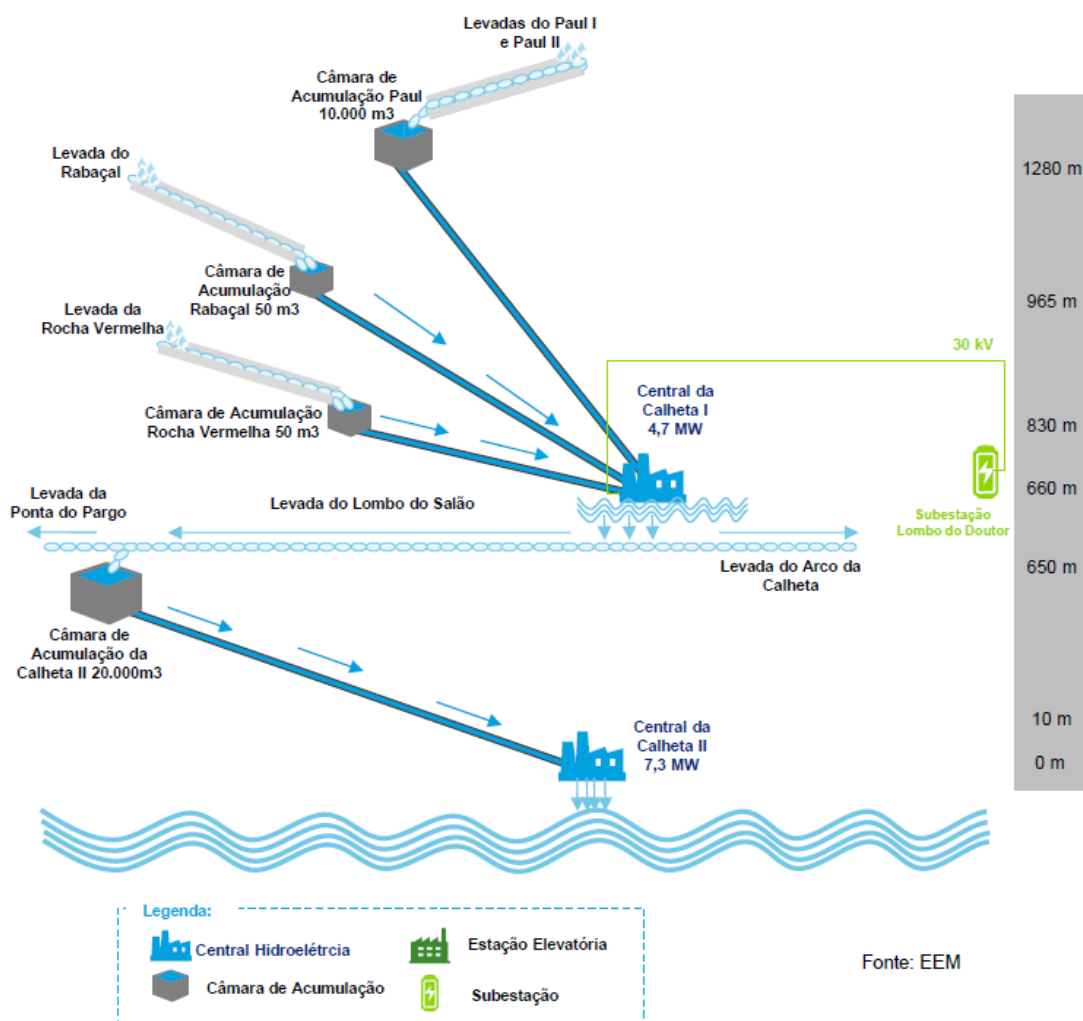 Levadas do Paul I
e Paul II
Câmara de
Acumulação Paul
10.000 m3
1280 m
Levada do
Rabaçal
Câmara de
Acumulação
Rabaçal 50 m3
965 m
Levada da
Rocha Vermelha
30 kV
Central da
Calheta I
4,7 MW
Câmara de Acumulação
Rocha Vermelha 50 m3
830 m
Levada da
Ponta do Pargo
Levada do Lombo do Salão
660 m
Subestação
Lombo do Doutor
Levada do Arco da
Calheta
650 m
Câmara de
Acumulação da
Calheta II 20.000m3
Central da
Calheta II
7,3 MW
10 m
0 m
Legenda:
Central Hidroelétrcia
Estação Elevatória
Câmara de Acumulação
Subestação
Fonte: EEM